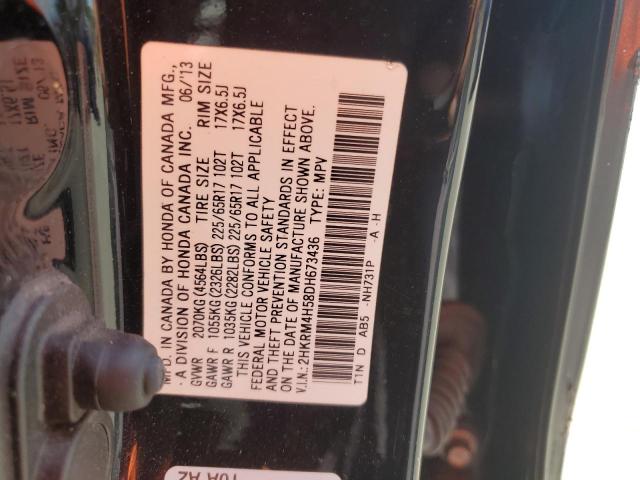 MFD. IN CANADA BY HONDA OF CANADA MFG.,
A DIVISION OF HONDA CANADA INC. 06/'13
GVWR 2070KG (4564LBS) TIRE SIZE RIM SIZE
GAWR F 1055KG (2326LBS) 225/65R17 102T 17X6.5J
GAWR R 1035KG (2282LBS) 225/65R17 102T 17X6.5J
THIS VEHICLE CONFORMS TO ALL APPLICABLE
FEDERAL MOTOR VEHICLE SAFETY
AND THEFT PREVENTION STANDARDS IN EFFECT
ON THE DATE OF MANUFACTURE SHOWN ABOVE.
V.I.N.: 2HKRM4H58DH673436 TYPE: MPV
T1N D AB5 -NH731P -A -H